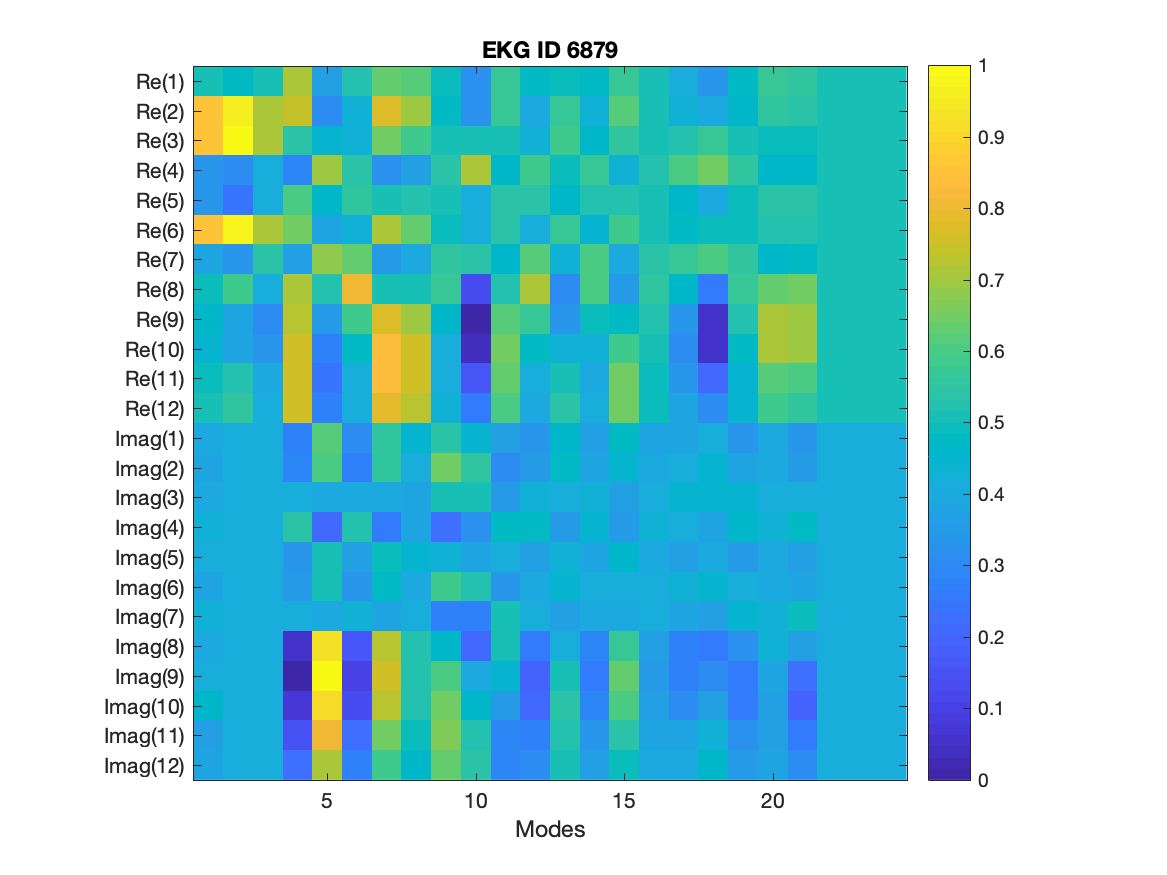 EKG ID 6879
Re(1)
Re(2)
Re(3)
Re(4)
Re(5)
Re(6)
Re(7)
Re(8)
Re(9)
Re(10)
Re(11)
Re(12)
Imag(1)
Imag(2)
Imag(3)
Imag(4)
Imag(5)
Imag(6)
Imag(7)
Imag(8)
Imag(9)
Imag(10)
Imag(11)
Imag(12)
5 10 15 20
Modes
1
0.9
0.8
0.7
0.6
0.5
0.4
0.3
0.2
0.1
0